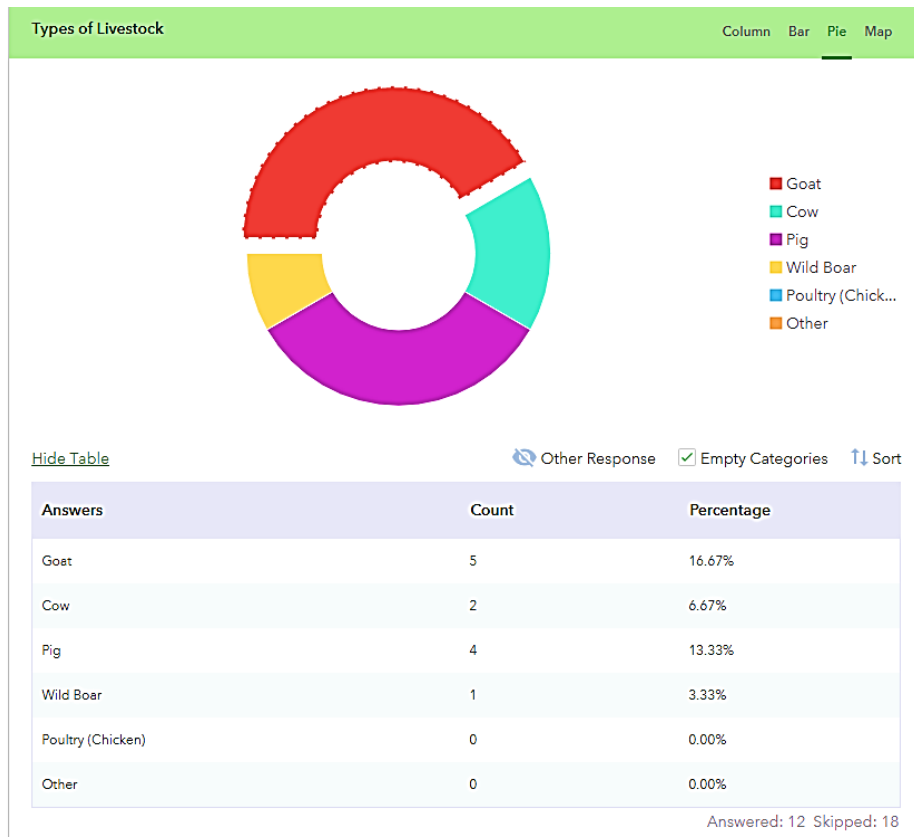 Types of Livestock
Column Bar Pie Map
Goat
Cow
Pig
Wild Boar
Poultry (Chick...
Other
Hide Table
Other Response Empty Categories Sort
Answers Count Percentage
Goat 5 16.67%
Cow 2 6.67%
Pig 4 13.33%
Wild Boar 1 3.33%
Poultry (Chicken) 0 0.00%
Other 0 0.00%
Answered: 12 Skipped: 18